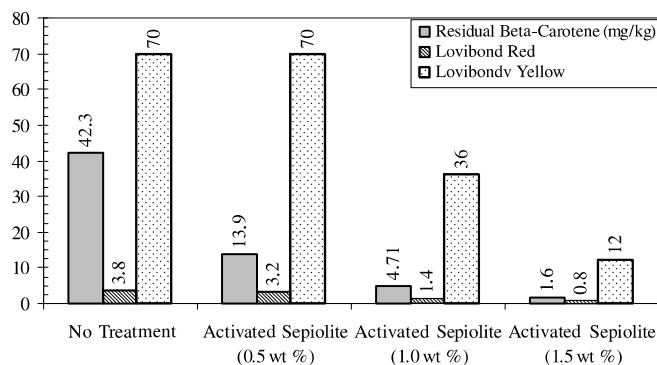 80
70
60
50
40
30
20
10
0
42.3
3.8
70
13.9
3.2
70
4.71
1.4
36
1.6
0.8
12
Residual Beta-Carotene (mg/kg)
Lovibond Red
Lovibondv Yellow
No Treatment
Activated Sepiolite
(0.5 wt %)
Activated Sepiolite
(1.0 wt %)
Activated Sepiolite
(1.5 wt %)